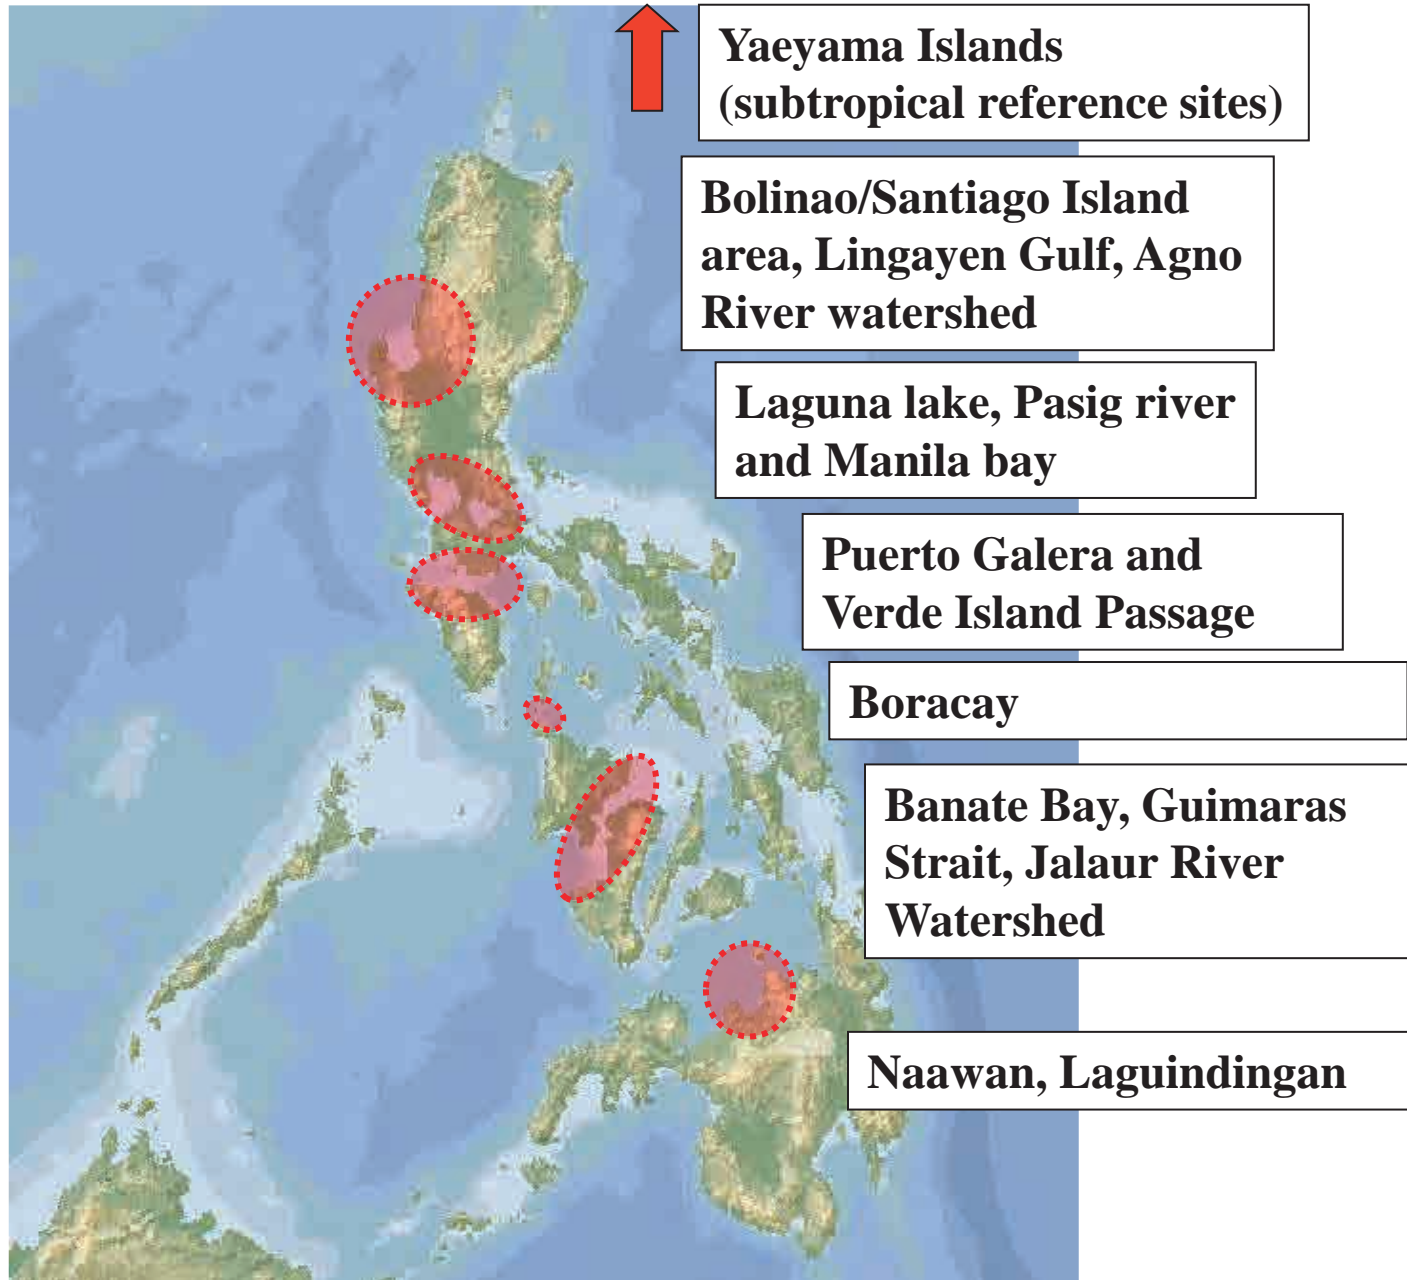 Yaeyama Islands
(subtropical reference sites)
Bolinao/Santiago Island
area, Lingayen Gulf, Agno
River watershed
Laguna lake, Pasig river
and Manila bay
Puerto Galera and
Verde Island Passage
Boracay
Banate Bay, Guimaras
Strait, Jalaur River
Watershed
Naawan, Laguindingan